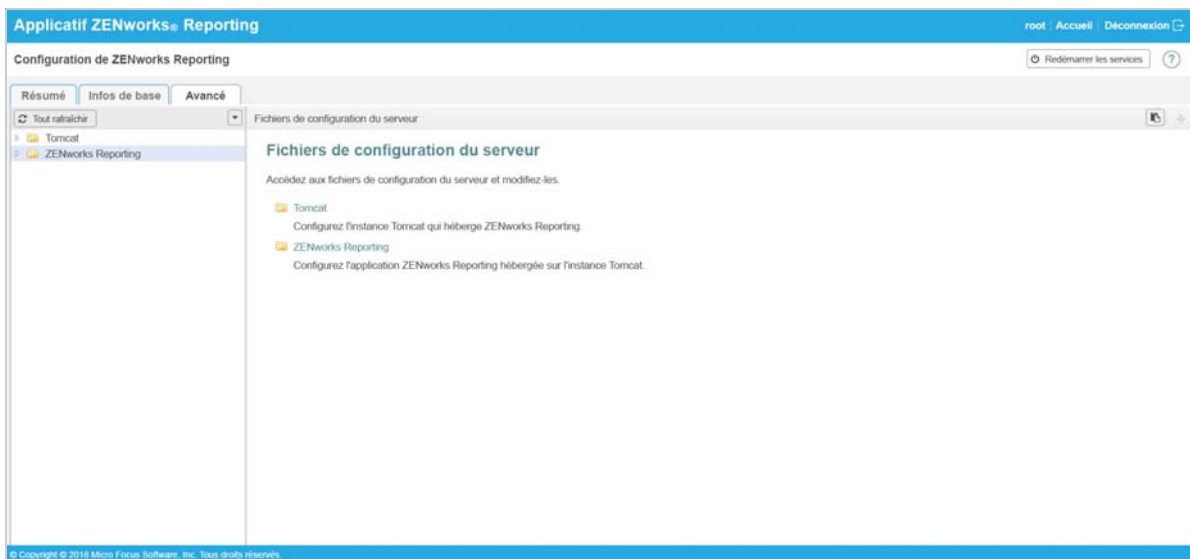 Applicatif ZENworks® Reporting
root Accueil Déconnexion
Configuration de ZENworks Reporting
Redémarrer les services ?
Résumé Infos de base Avancé
Tout rafraîchir
Fichiers de configuration du serveur
Tomcat
ZENworks Reporting
Fichiers de configuration du serveur
Accédez aux fichiers de configuration du serveur et modifiez-les.
Tomcat
Configurez l'instance Tomcat qui héberge ZENworks Reporting.
ZENworks Reporting
Configurez l'application ZENworks Reporting hébergée sur l'instance Tomcat.
© Copyright © 2018 Micro Focus Software, Inc. Tous droits réservés.